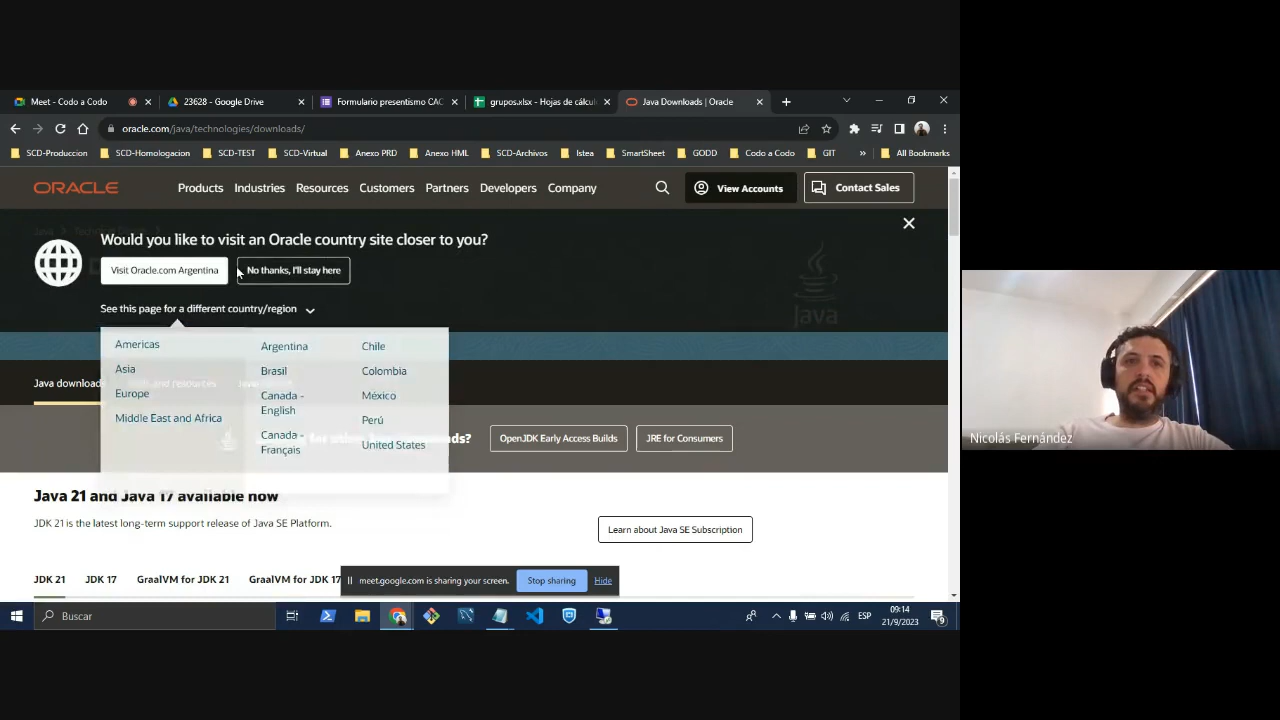 Meet - Codo a Codo
23628 - Google Drive
Formulario presentismo CAC
grupos.xlsx - Hojas de cálcul
Java Downloads | Oracle
oracle.com/java/technologies/downloads/
SCD-Produccion
SCD-Homologacion
SCD-TEST
SCD-Virtual
Anexo PRD
Anexo HML
SCD-Archivos
Istea
SmartSheet
GODD
Codo a Codo
GIT
»
All Bookmarks
ORACLE
Products
Industries
Resources
Customers
Partners
Developers
Company
View Accounts
Contact Sales
Would you like to visit an Oracle country site closer to you?
Visit Oracle.com Argentina
No thanks, I'll stay here
See this page for a different country/region
Java
Americas
Asia
Europe
Middle East and Africa
Argentina
Brasil
Canada -
English
Canada -
Français
Chile
Colombia
México
Perú
United States
Java downloads
OpenJDK Early Access Builds
JRE for Consumers
Java 21 and Java 17 available now
JDK 21 is the latest long-term support release of Java SE Platform.
Learn about Java SE Subscription
JDK 21
JDK 17
GraalVM for JDK 21
GraalVM for JDK 17
meet.google.com is sharing your screen.
Stop sharing
Hide
Buscar
ESP
09:14
21/9/2023
9
Nicolás Fernández